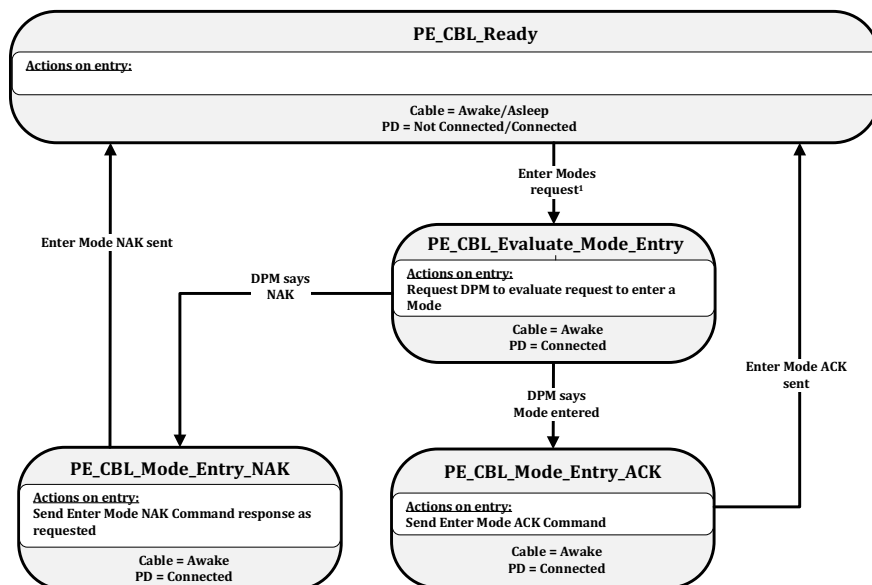 PE_CBL_Ready
Actions on entry:
Cable = Awake/Asleep
PD = Not Connected/Connected
Enter Modes
request¹
Enter Mode NAK sent
PE_CBL_Evaluate_Mode_Entry
Actions on entry:
Request DPM to evaluate request to enter a
Mode
Cable = Awake
PD = Connected
DPM says
NAK
Enter Mode ACK
sent
DPM says
Mode entered
PE_CBL_Mode_Entry_NAK
Actions on entry:
Send Enter Mode NAK Command response as
requested
Cable = Awake
PD = Connected
PE_CBL_Mode_Entry_ACK
Actions on entry:
Send Enter Mode ACK Command
Cable = Awake
PD = Connected